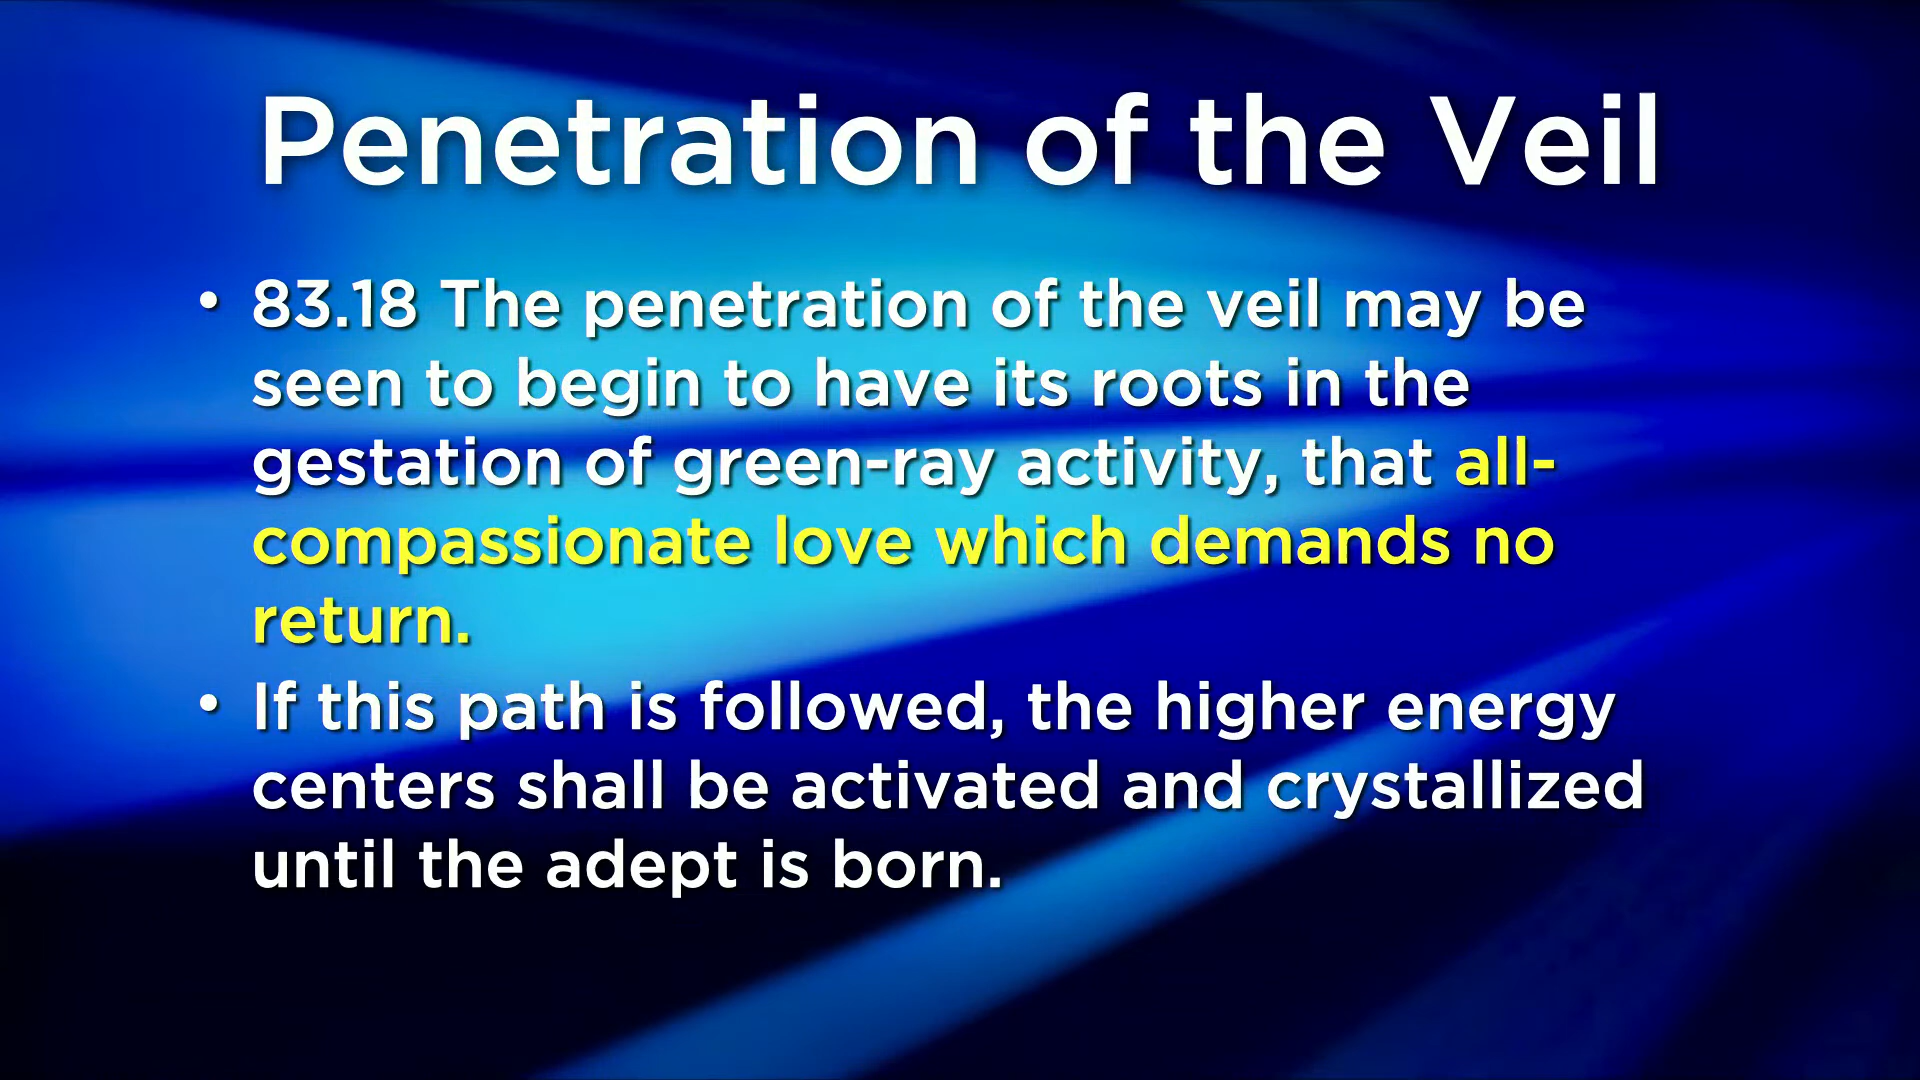 Penetration of the Veil
• 83.18 The penetration of the veil may be
seen to begin to have its roots in the
gestation of green-ray activity, that all-
compassionate love which demands no
return.
• If this path is followed, the higher energy
centers shall be activated and crystallized
until the adept is born.